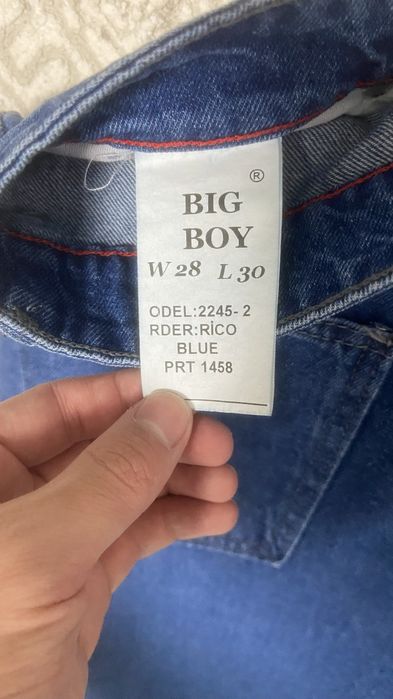 ®
BIG
BOY
W 28 L 30
ODEL:2245-2
RDER:RİCO
BLUE
PRT 1458